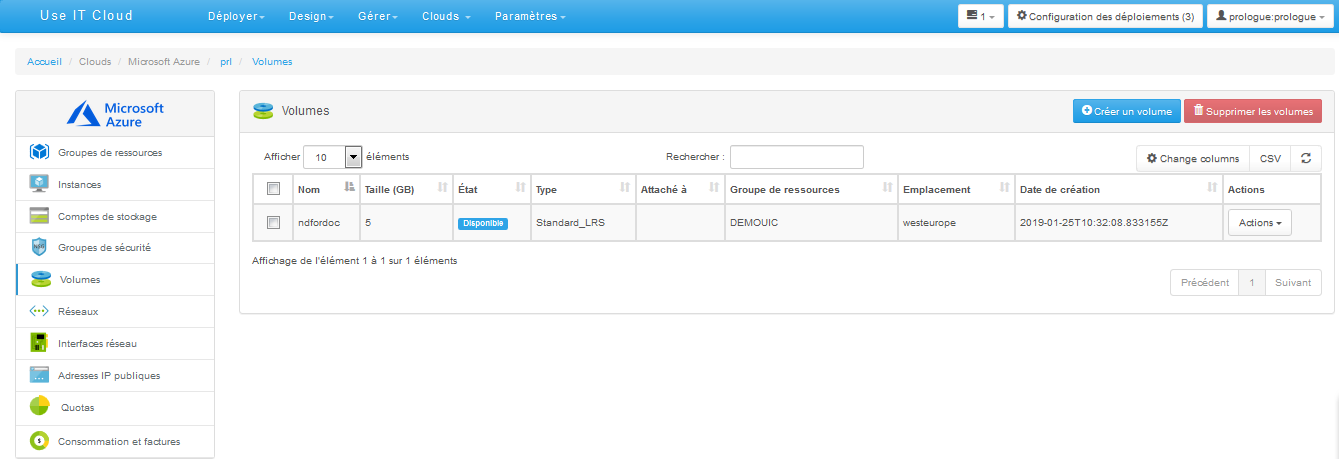 Use IT Cloud Déployer Design Gérer Clouds Paramètres 1 Configuration des déploiements (3) prologue:prologue
Accueil / Clouds / Microsoft Azure / prl / Volumes
Microsoft
Azure
Groupes de ressources
Instances
Comptes de stockage
Groupes de sécurité
Volumes
Réseaux
Interfaces réseau
Adresses IP publiques
Quotas
Consommation et factures
Volumes Créer un volume Supprimer les volumes
Afficher 10 éléments Rechercher : Change columns CSV
Nom Taille (GB) État Type Attaché à Groupe de ressources Emplacement Date de création Actions
ndfordoc 5 Disponible Standard_LRS DEMOUIC westeurope 2019-01-25T10:32:08.833155Z Actions
Affichage de l'élément 1 à 1 sur 1 éléments
Précédent 1 Suivant